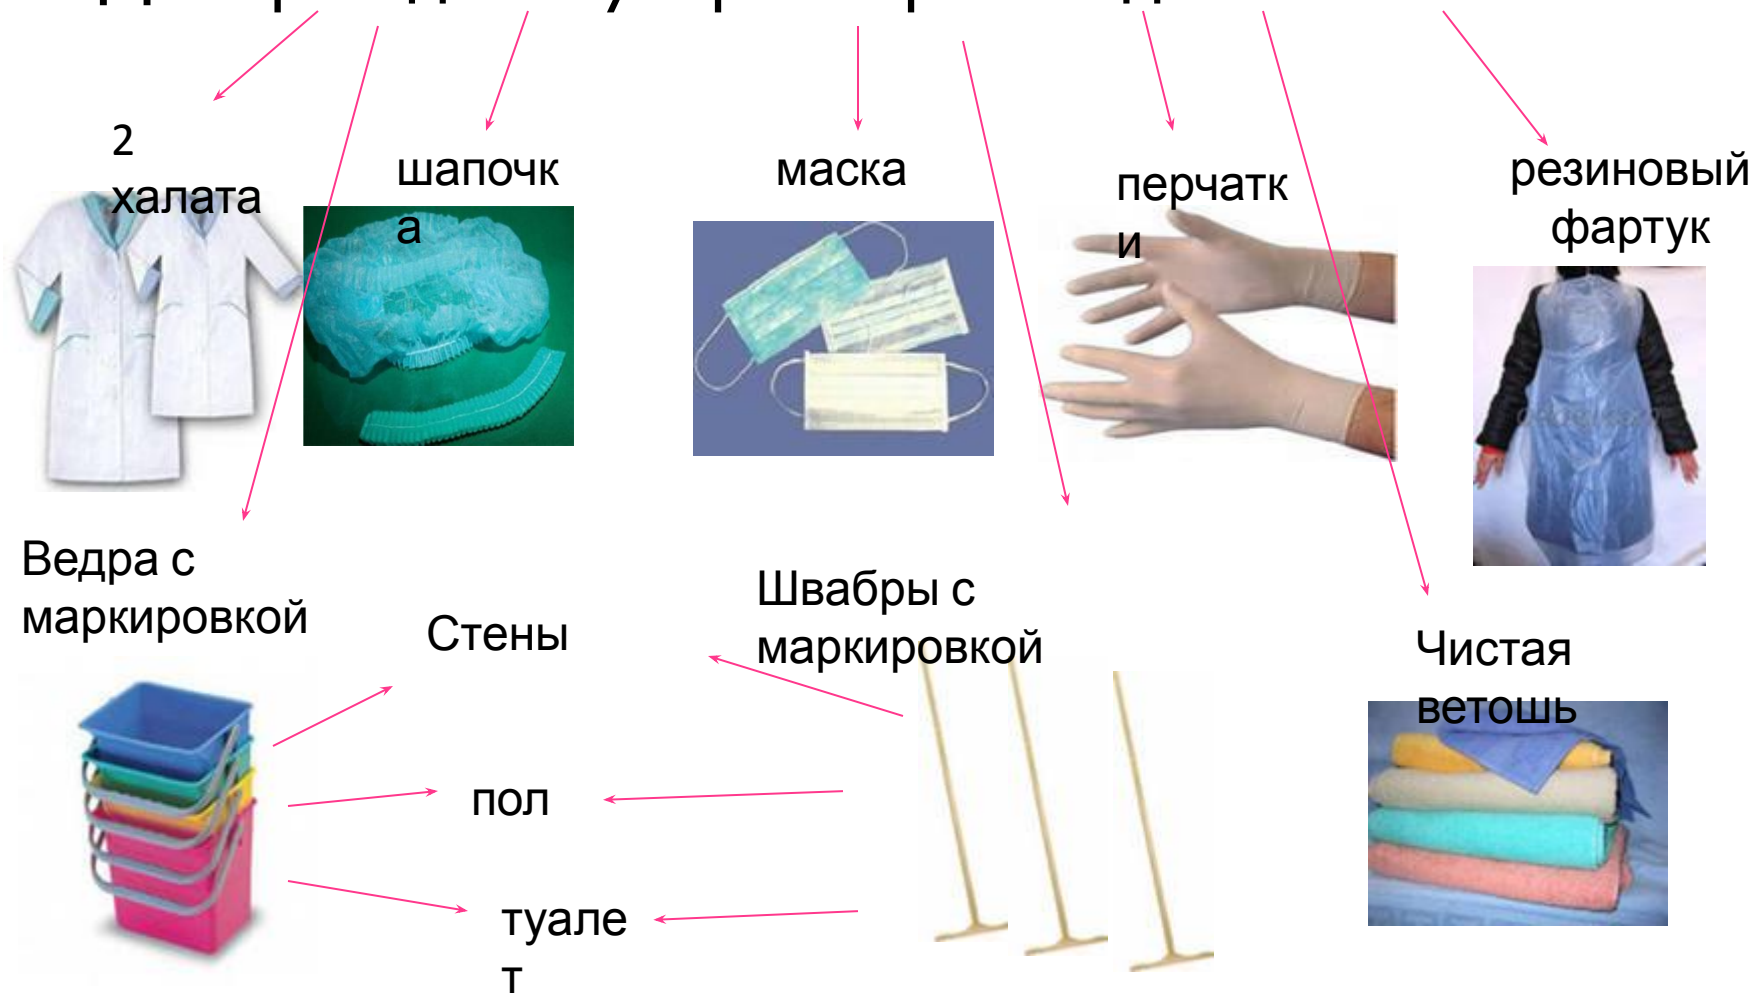 2
халата
шапочк
а
маска
перчатк
и
резиновый
фартук
Ведра с
маркировкой
Стены
Швабры с
маркировкой
Чистая
ветошь
пол
туале
т